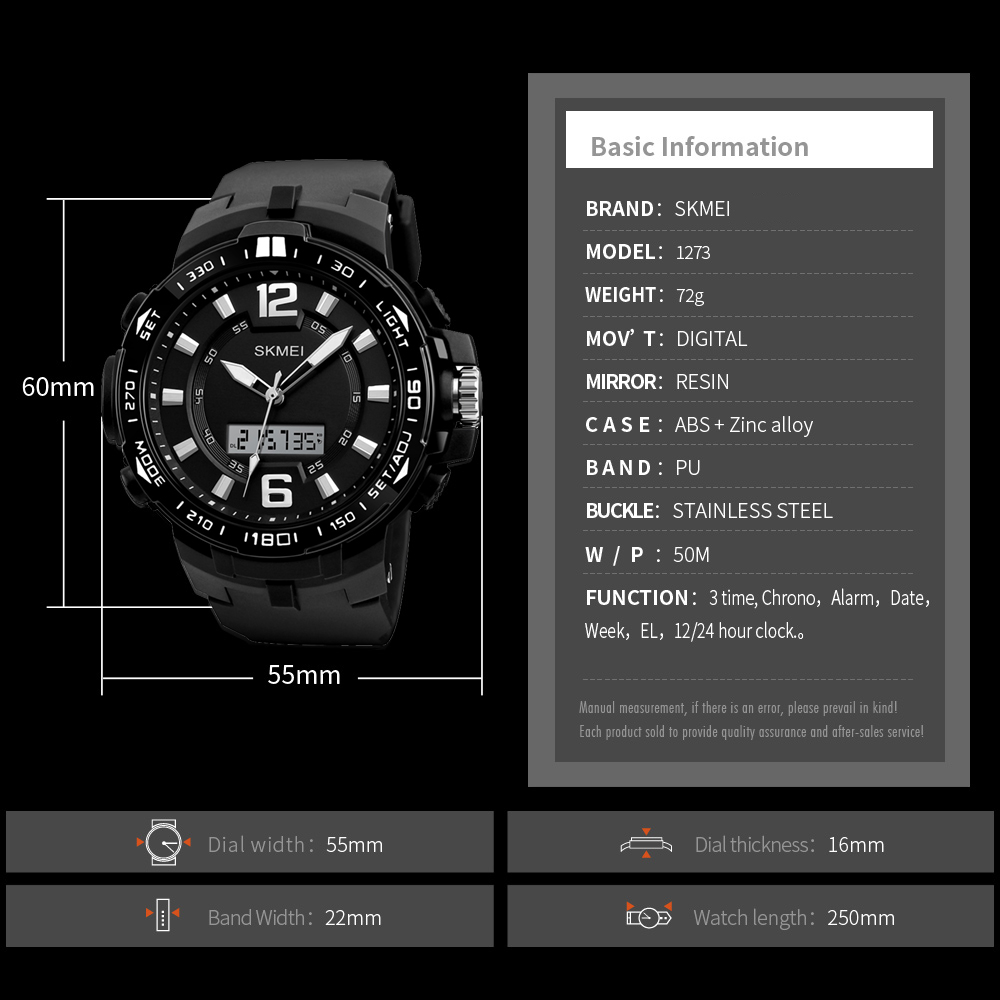 Basic Information
BRAND： SKMEI
MODEL： 1273
WEIGHT： 72g
MOV’ T： DIGITAL
MIRROR： RESIN
CASE： ABS + Zinc alloy
BAND： PU
BUCKLE： STAINLESS STEEL
W / P ： 50M
FUNCTION： 3 time, Chrono， Alarm， Date，
Week， EL， 12/24 hour clock.。
Manual measurement, if there is an error, please prevail in kind!
Each product sold to provide quality assurance and after-sales service!
60mm
55mm
330
30
SET
LIGHT
12
55
05
SKMEI
50
10
270
45
15
90
40
20
35
25
6
MODE
SET/ADJ
210
180
150
Dial width： 55mm
Dial thickness： 16mm
Band Width： 22mm
Watch length： 250mm